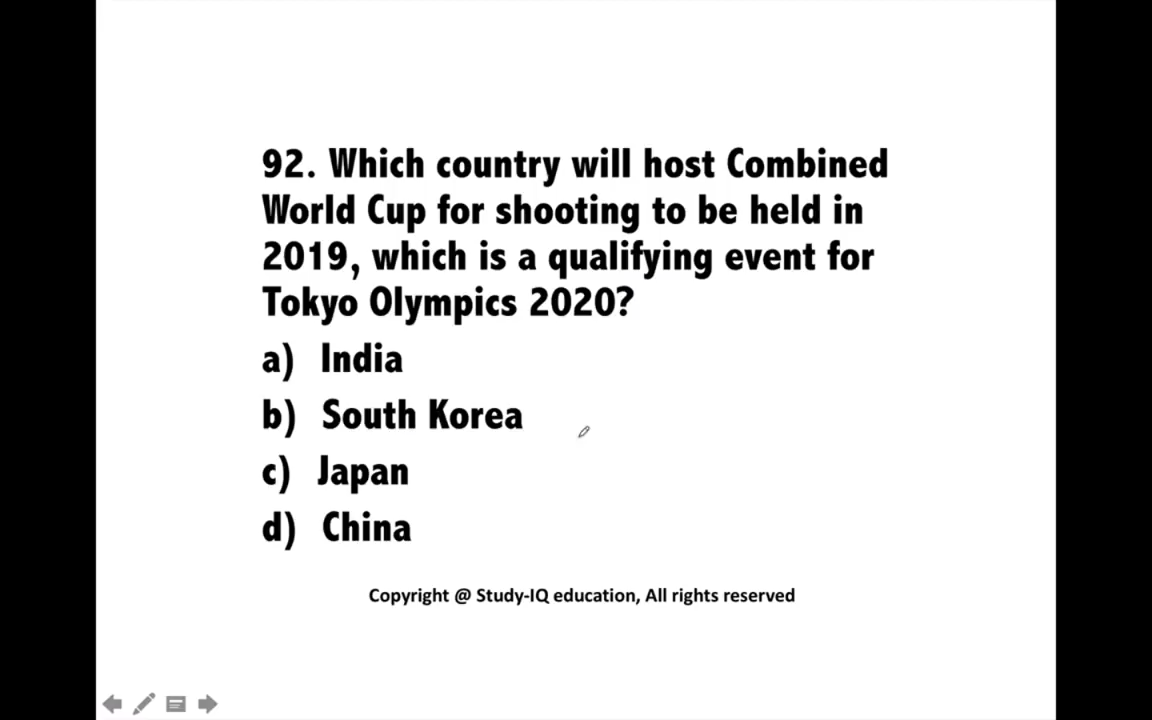 92. Which country will host Combined
World Cup for shooting to be held in
2019, which is a qualifying event for
Tokyo Olympics 2020?
a) India
b) South Korea
c) Japan
d) China
Copyright @ Study-IQ education, All rights reserved